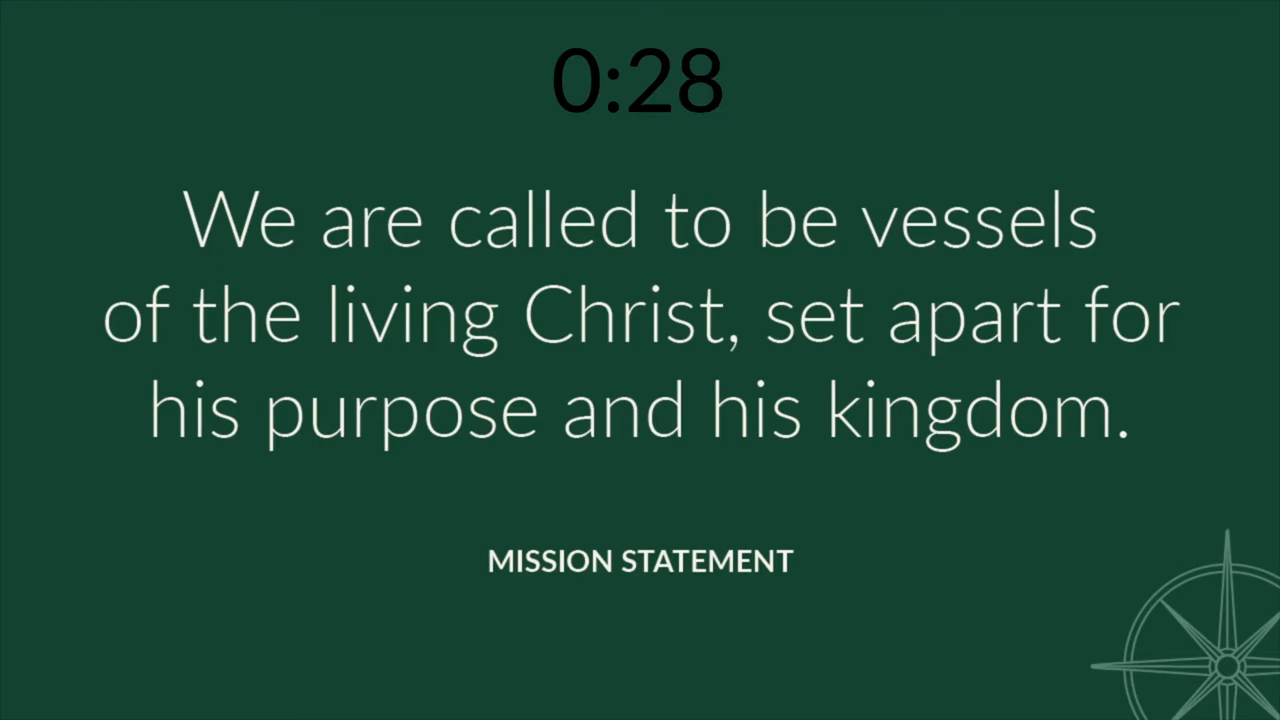 0:28
We are called to be vessels
of the living Christ, set apart for
his purpose and his kingdom.
MISSION STATEMENT